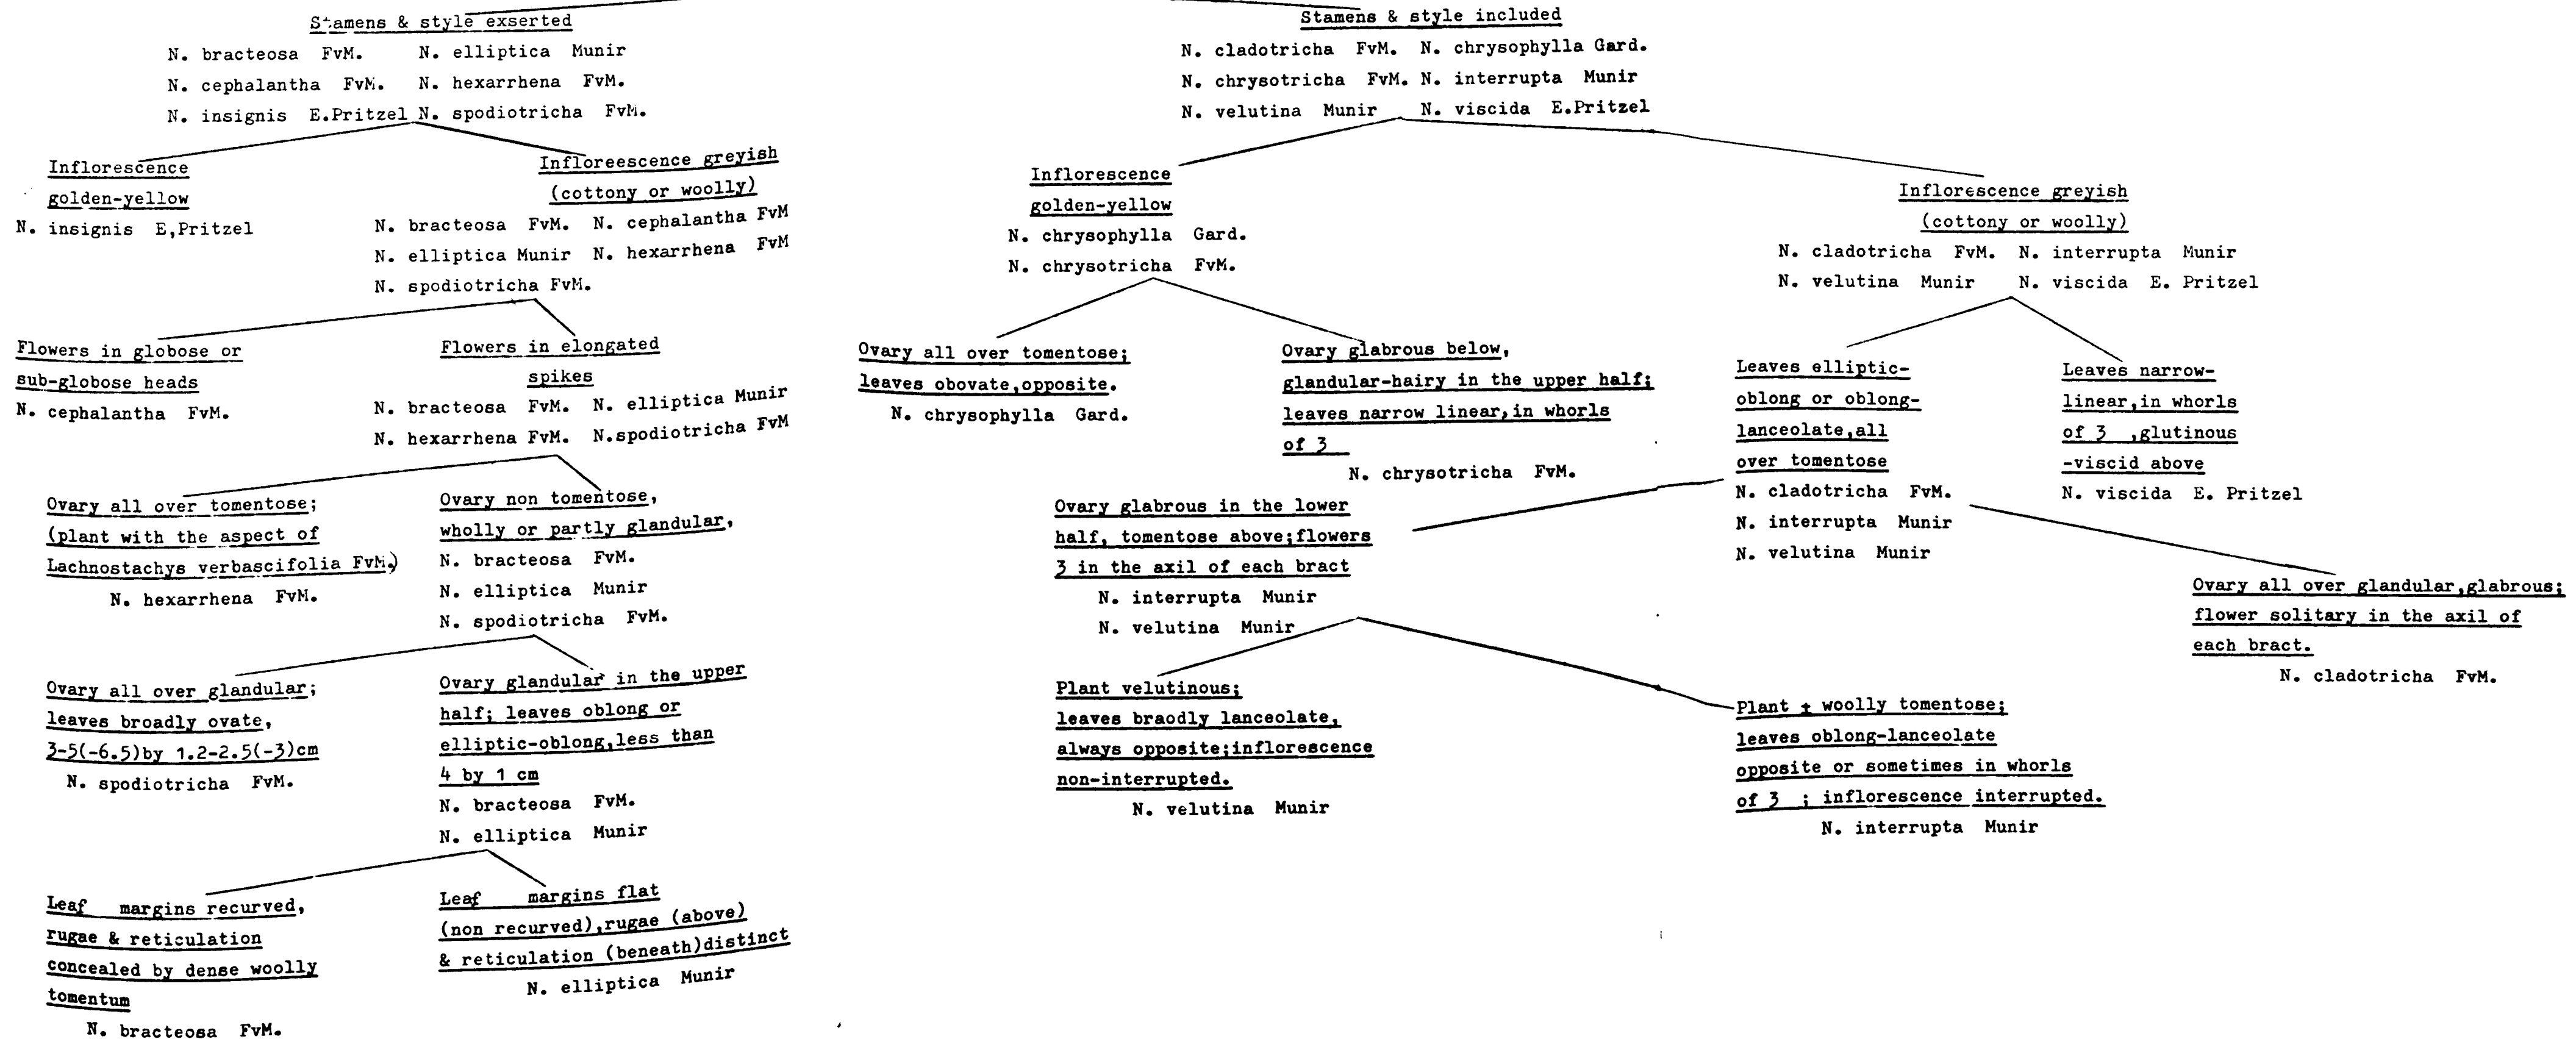 Stamens & style exserted
N. bracteosa FvM. N. elliptica Munir
N. cephalantha FvM. N. hexarrhena FvM.
N. insignis E.Pritzel N. spodiotricha FvM.
Inflorescence
golden-yellow
N. insignis E,Pritzel
Infloreescence greyish
(cottony or woolly)
N. bracteosa FvM. N. cephalantha FvM
N. elliptica Munir N. hexarrhena FvM
N. spodiotricha FvM.
Flowers in globose or
sub-globose heads
N. cephalantha FvM.
Flowers in elongated
spikes
N. bracteosa FvM. N. elliptica Munir
N. hexarrhena FvM. N.spodiotricha FvM
Ovary all over tomentose;
(plant with the aspect of
Lachnostachys verbascifolia FvM.)
N. hexarrhena FvM.
Ovary non tomentose,
wholly or partly glandular,
N. bracteosa FvM.
N. elliptica Munir
N. spodiotricha FvM.
Ovary all over glandular;
leaves broadly ovate,
3-5(-6.5)by 1.2-2.5(-3)cm
N. spodiotricha FvM.
Ovary glandular in the upper
half; leaves oblong or
elliptic-oblong,less than
4 by 1 cm
N. bracteosa FvM.
N. elliptica Munir
Leaf margins recurved,
rugae & reticulation
concealed by dense woolly
tomentum
N. bracteosa FvM.
Leaf margins flat
(non recurved),rugae (above)
& reticulation (beneath)distinct
N. elliptica Munir
Stamens & style included
N. cladotricha FvM. N. chrysophylla Gard.
N. chrysotricha FvM. N. interrupta Munir
N. velutina Munir N. viscida E.Pritzel
Inflorescence
golden-yellow
N. chrysophylla Gard.
N. chrysotricha FvM.
Inflorescence greyish
(cottony or woolly)
N. cladotricha FvM. N. interrupta Munir
N. velutina Munir N. viscida E. Pritzel
Ovary all over tomentose;
leaves obovate,opposite.
N. chrysophylla Gard.
Ovary glabrous below,
glandular-hairy in the upper half;
leaves narrow linear,in whorls
of 3
N. chrysotricha FvM.
Leaves elliptic-
oblong or oblong-
lanceolate,all
over tomentose
N. cladotricha FvM.
N. interrupta Munir
N. velutina Munir
Leaves narrow-
linear,in whorls
of 3 ,glutinous
-viscid above
N. viscida E. Pritzel
Ovary glabrous in the lower
half, tomentose above;flowers
3 in the axil of each bract
N. interrupta Munir
N. velutina Munir
Ovary all over glandular,glabrous;
flower solitary in the axil of
each bract.
N. cladotricha FvM.
Plant velutinous;
leaves braodly lanceolate,
always opposite;inflorescence
non-interrupted.
N. velutina Munir
Plant ± woolly tomentose;
leaves oblong-lanceolate
opposite or sometimes in whorls
of 3 ; inflorescence interrupted.
N. interrupta Munir